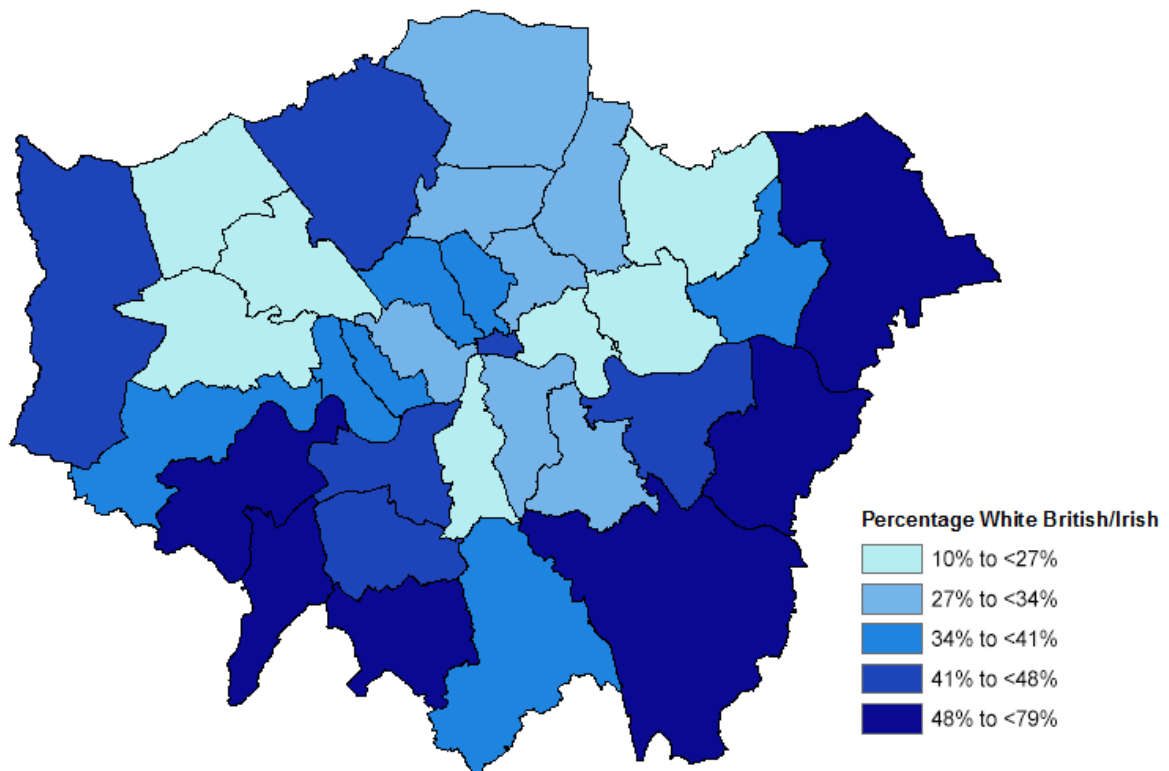 Percentage White British/Irish
10% to <27%
27% to <34%
34% to <41%
41% to <48%
48% to <79%